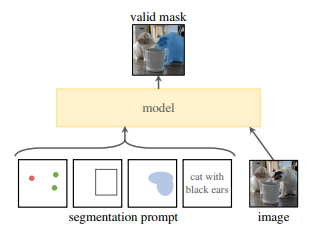 valid mask
model
cat with
black ears
segmentation prompt
image